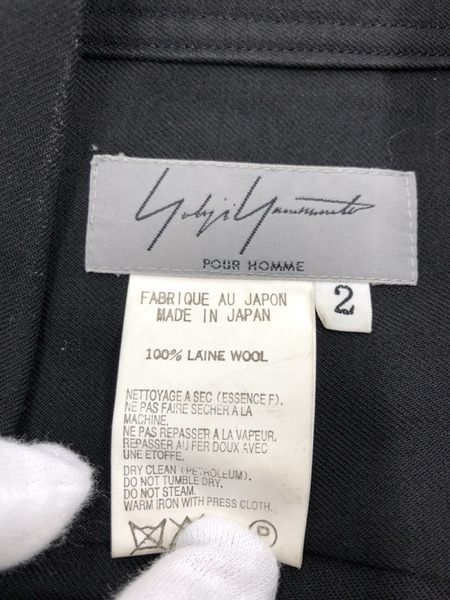 Yohji Yamamoto
POUR HOMME
2
FABRIQUE AU JAPON
MADE IN JAPAN
100% LAINE WOOL
NETTOYAGE A SEC (ESSENCE F).
NE PAS FAIRE SECHER A LA
MACHINE.
NE PAS REPASSER A LA VAPEUR.
REPASSER AU FER DOUX AVEC
UNE ETOFFE.
DRY CLEAN (PETROLEUM).
DO NOT TUMBLE DRY.
DO NOT STEAM.
WARM IRON WITH PRESS CLOTH.